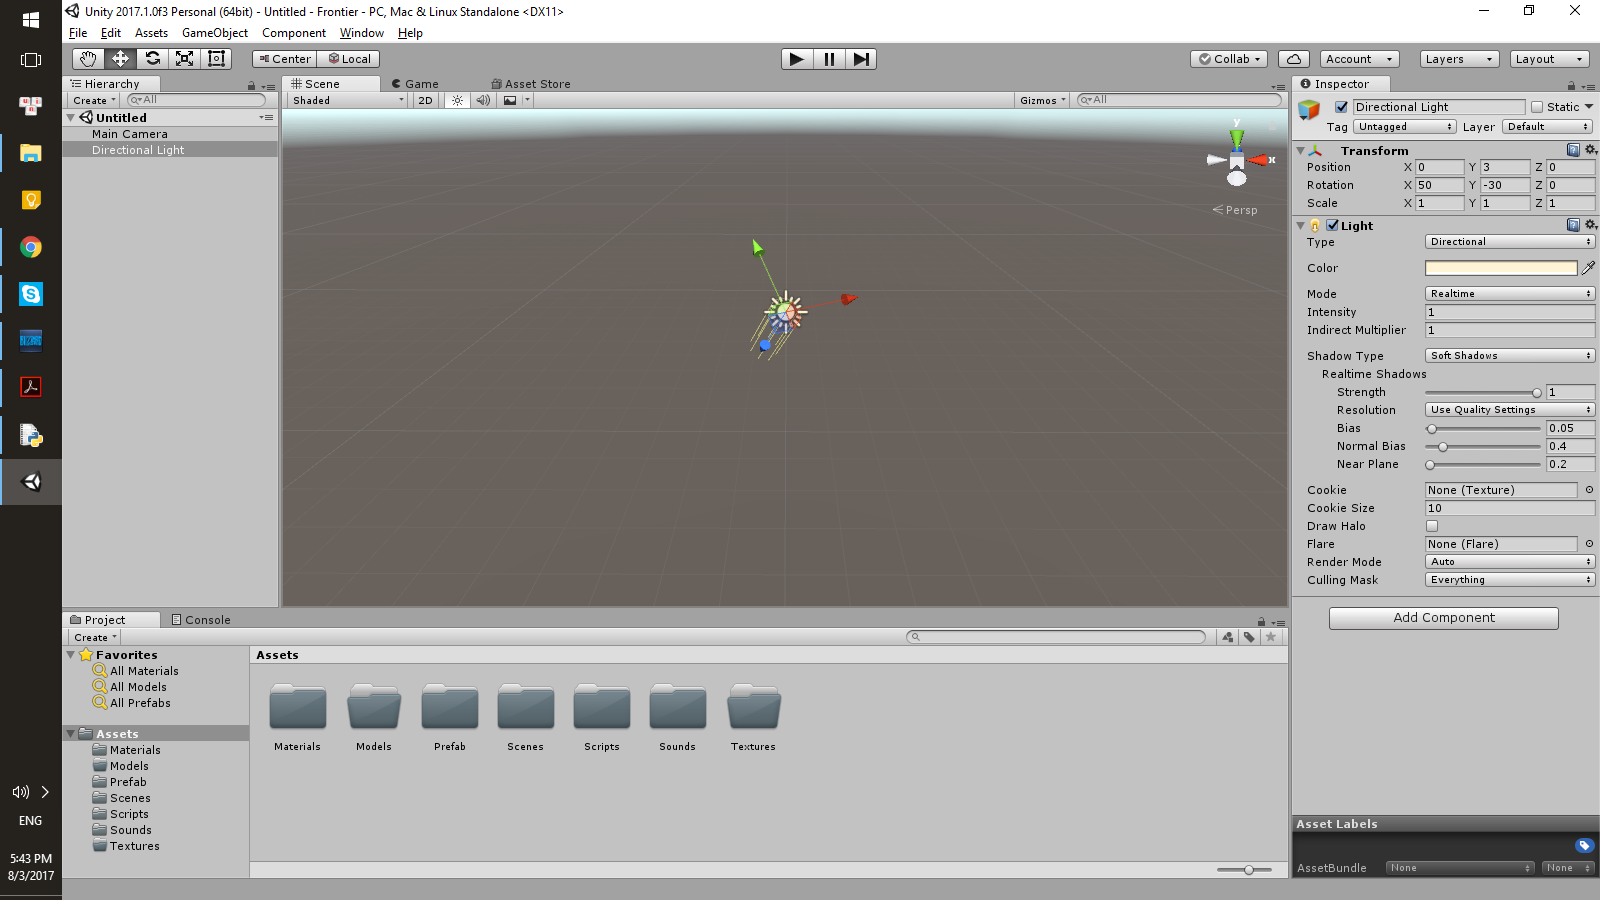 Unity 2017.1.0f3 Personal (64bit) - Untitled - Frontier - PC, Mac & Linux Standalone <DX11>
File Edit Assets GameObject Component Window Help
Center Local Collab Account Layers Layout
Hierarchy
Create All
Untitled
Main Camera
Directional Light
Scene Game Asset Store
Shaded 2D Gizmos All
y
x
Persp
Inspector
Directional Light Static
Tag Untagged Layer Default
Transform
Position X 0 Y 3 Z 0
Rotation X 50 Y -30 Z 0
Scale X 1 Y 1 Z 1
Light
Type Directional
Color
Mode Realtime
Intensity 1
Indirect Multiplier 1
Shadow Type Soft Shadows
Realtime Shadows
Strength 1
Resolution Use Quality Settings
Bias 0.05
Normal Bias 0.4
Near Plane 0.2
Cookie None (Texture)
Cookie Size 10
Draw Halo
Flare None (Flare)
Render Mode Auto
Culling Mask Everything
Add Component
Asset Labels
AssetBundle None None
Project Console
Create
Favorites
All Materials
All Models
All Prefabs
Assets
Materials
Models
Prefab
Scenes
Scripts
Sounds
Textures
Assets
Materials Models Prefab Scenes Scripts Sounds Textures
ENG
5:43 PM
8/3/2017